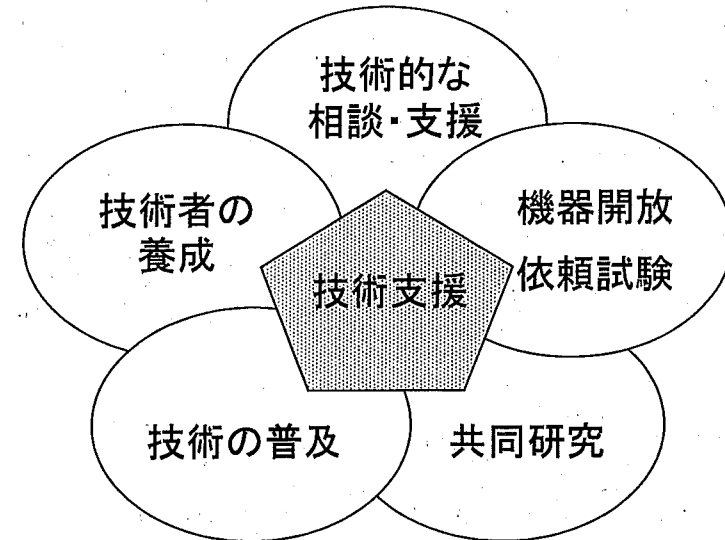 技術的な
相談・支援
技術者の
養成
機器開放
依頼試験
技術支援
技術の普及
共同研究